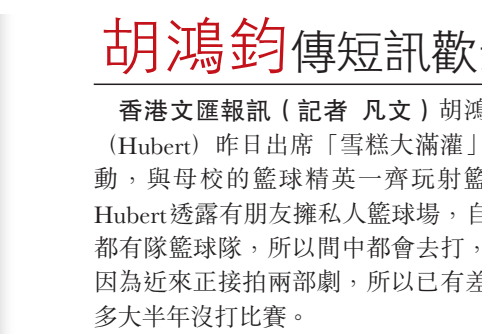 胡鴻鈞傳短訊歡
香港文匯報訊（記者 凡文）胡鴻
（Hubert）昨日出席「雪糕大滿灌」
動，與母校的籃球精英一齊玩射籃
Hubert透露有朋友擁私人籃球場，自
都有隊籃球隊，所以間中都會去打，
因為近來正接拍兩部劇，所以已有差
多大半年沒打比賽。